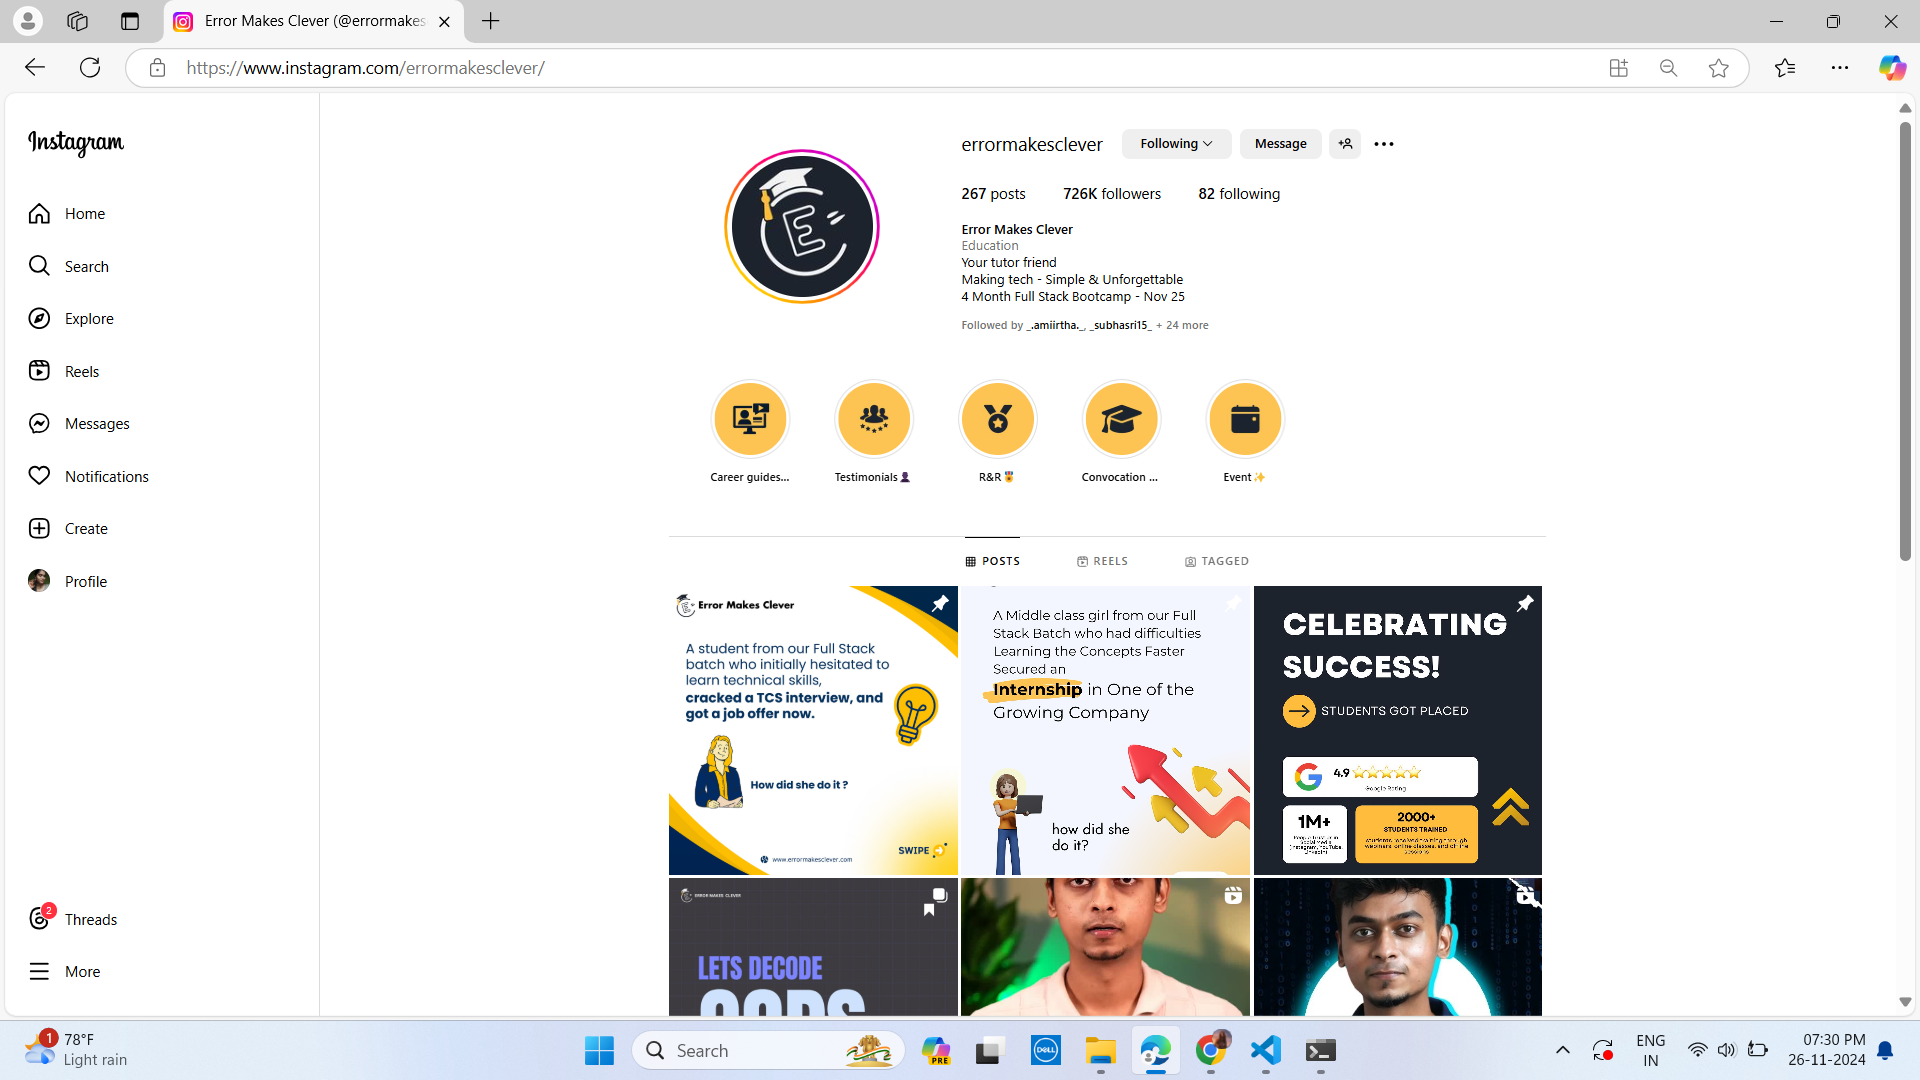 Error Makes Clever (@errormakes
https://www.instagram.com/errormakesclever/
Instagram
Home
Search
Explore
Reels
Messages
Notifications
Create
Profile
2
Threads
More
errormakesclever
Following
Message
267 posts
726K followers
82 following
Error Makes Clever
Education
Your tutor friend
Making tech - Simple & Unforgettable
4 Month Full Stack Bootcamp - Nov 25
Followed by _.amiirtha._, _subhasri15_ + 24 more
E
Career guides...
Testimonials
R&R
Convocation ...
Event
POSTS
REELS
TAGGED
Error Makes Clever
A student from our Full Stack
batch who initially hesitated to
learn technical skills,
cracked a TCS interview, and
got a job offer now.
How did she do it ?
SWIPE
www.errormakesclever.com
A Middle class girl from our Full
Stack Batch who had difficulties
Learning the Concepts Faster
Secured an
Internship in One of the
Growing Company
how did she
do it?
CELEBRATING
SUCCESS!
STUDENTS GOT PLACED
4.9
Google Rating
1M+
2000+
STUDENTS TRAINED
ERROR MAKES CLEVER
LETS DECODE
1
78°F
Light rain
Search
PRE
DELL
ENG
IN
07:30 PM
26-11-2024